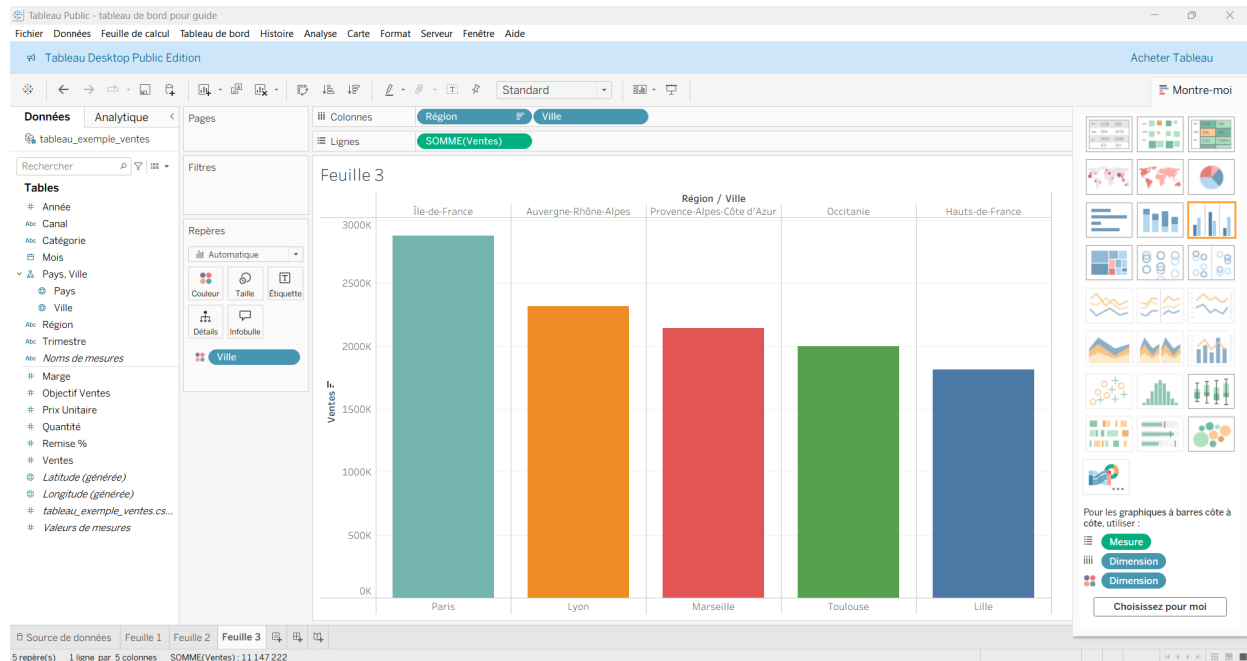 Tableau Public - tableau de bord pour guide
Fichier Données Feuille de calcul Tableau de bord Histoire Analyse Carte Format Serveur Fenêtre Aide
Tableau Desktop Public Edition
Acheter Tableau
Standard
Montre-moi
Données Analytique
Pages
Colonnes Région Ville
tableau_exemple_ventes
Lignes SOMME(Ventes)
Rechercher
Filtres
Feuille 3
Tables
Année
Abc Canal
Abc Catégorie
Mois
Pays, Ville
Pays
Ville
Abc Région
Abc Trimestre
Abc Noms de mesures
Marge
Objectif Ventes
Prix Unitaire
Quantité
Remise %
Ventes
Latitude (générée)
Longitude (générée)
tableau_exemple_ventes.cs...
Valeurs de mesures
Repères
Automatique
Couleur Taille Étiquette
Détails Infobulle
Ville
Région / Ville
Île-de-France Auvergne-Rhône-Alpes Provence-Alpes-Côte d'Azur Occitanie Hauts-de-France
3000K
2500K
2000K
1500K
1000K
500K
0K
Ventes
Paris Lyon Marseille Toulouse Lille
Pour les graphiques à barres côte à
côte, utiliser :
Mesure
Dimension
Dimension
Choisissez pour moi
Source de données Feuille 1 Feuille 2 Feuille 3
5 repère(s) 1 ligne par 5 colonnes SOMME(Ventes) : 11 147 222